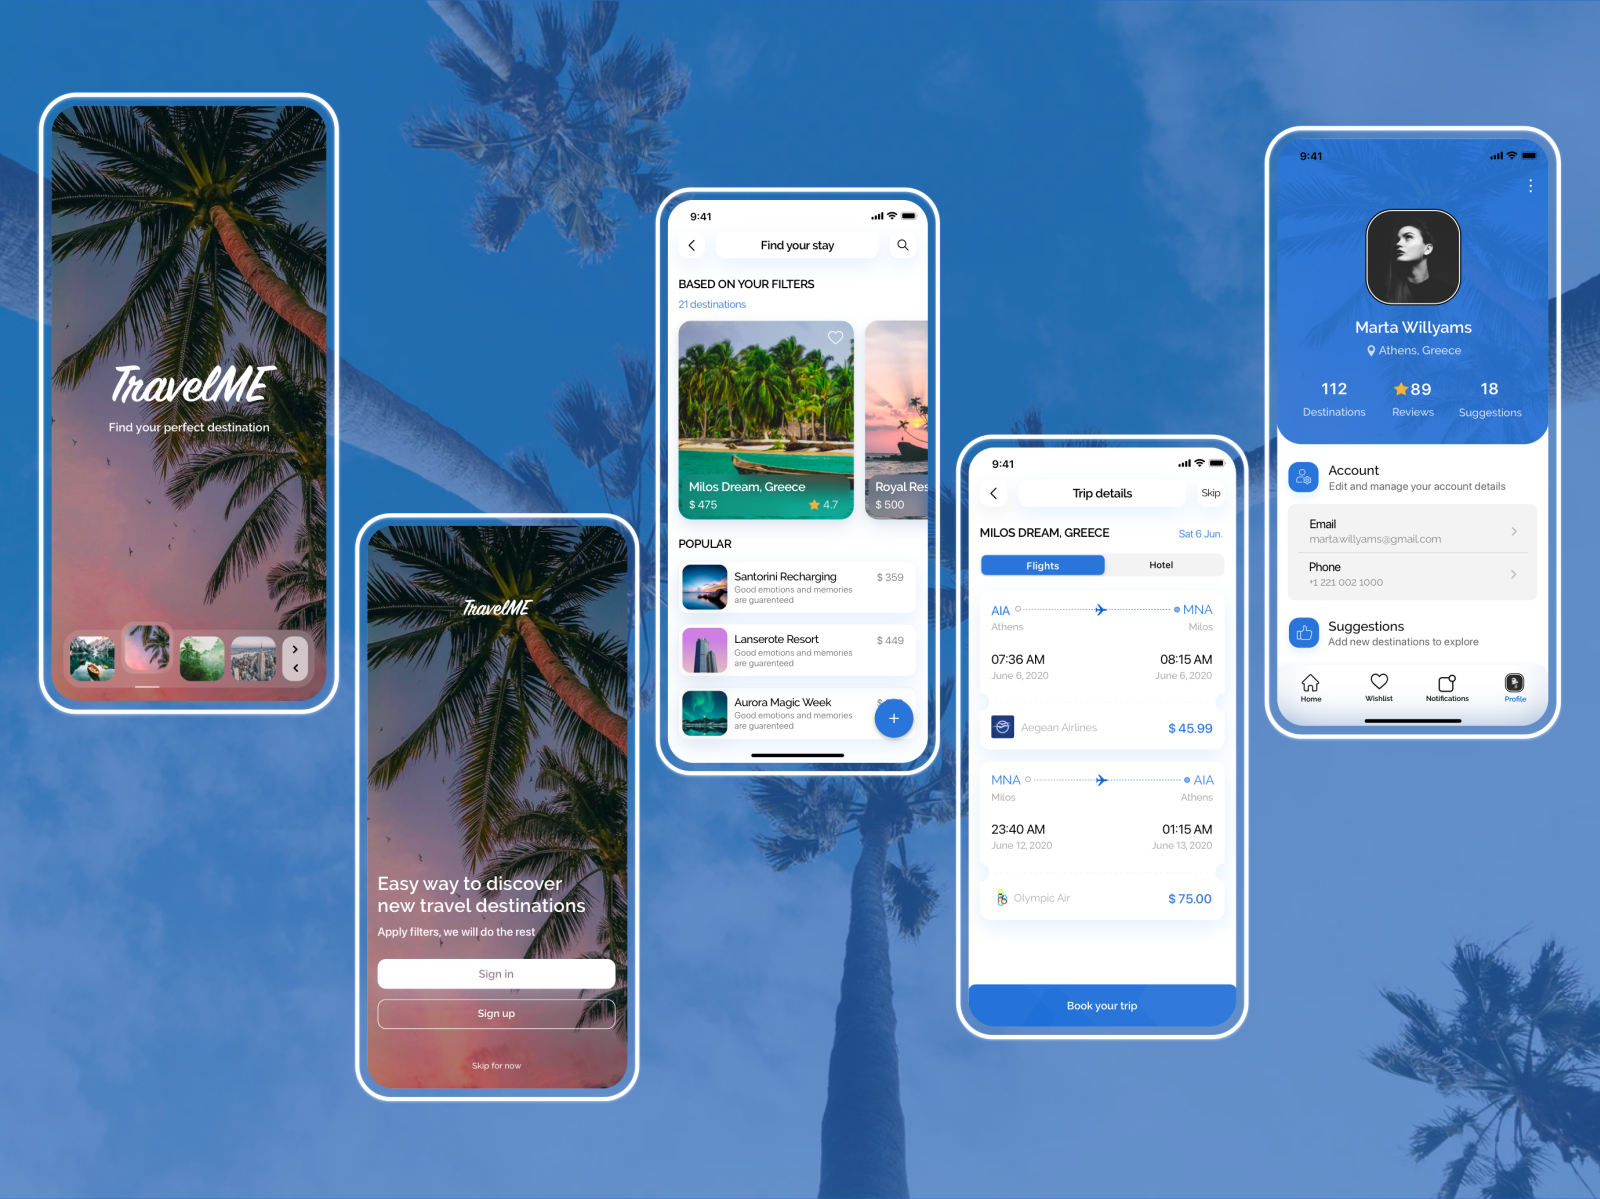 TravelME
Find your perfect destination
TravelME
Easy way to discover
new travel destinations
Apply filters, we will do the rest
Sign in
Sign up
Skip for now
9:41
Find your stay
BASED ON YOUR FILTERS
21 destinations
Milos Dream, Greece
$ 475
4.7
Royal Res
$ 500
POPULAR
Santorini Recharging
$ 359
Good emotions and memories
are guarenteed
Lanserote Resort
$ 449
Good emotions and memories
are guarenteed
Aurora Magic Week
$
Good emotions and memories
are guarenteed
+
9:41
Trip details
Skip
MILOS DREAM, GREECE
Sat 6 Jun.
Flights
Hotel
AIA
MNA
Athens
Milos
07:36 AM
08:15 AM
June 6, 2020
June 6, 2020
Aegean Airlines
$ 45.99
MNA
AIA
Milos
Athens
23:40 AM
01:15 AM
June 12, 2020
June 13, 2020
Olympic Air
$ 75.00
Book your trip
9:41
Marta Willyams
Athens, Greece
112
89
18
Destinations
Reviews
Suggestions
Account
Edit and manage your account details
Email
marta.willyams@gmail.com
Phone
+1 221 002 1000
Suggestions
Add new destinations to explore
Home
Wishlist
Notifications
Profile